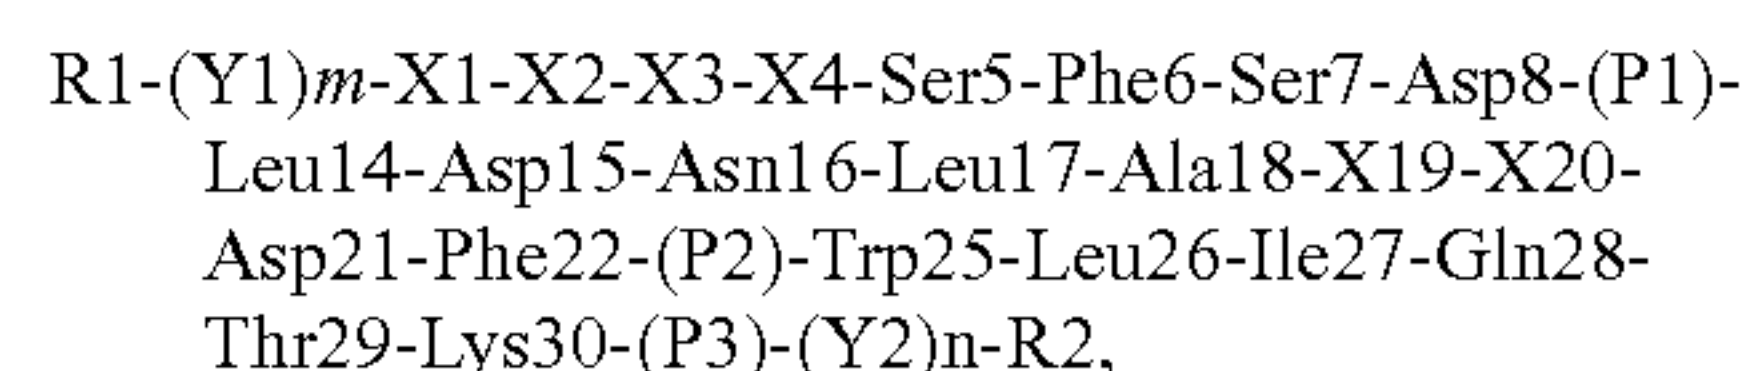 R1-(Y1)m-X1-X2-X3-X4-Ser5-Phe6-Ser7-Asp8-(P1)-
Leu14-Asp15-Asn16-Leu17-Ala18-X19-X20-
Asp21-Phe22-(P2)-Trp25-Leu26-Ile27-Gln28-
Thr29-Lys30-(P3)-(Y2)n-R2,